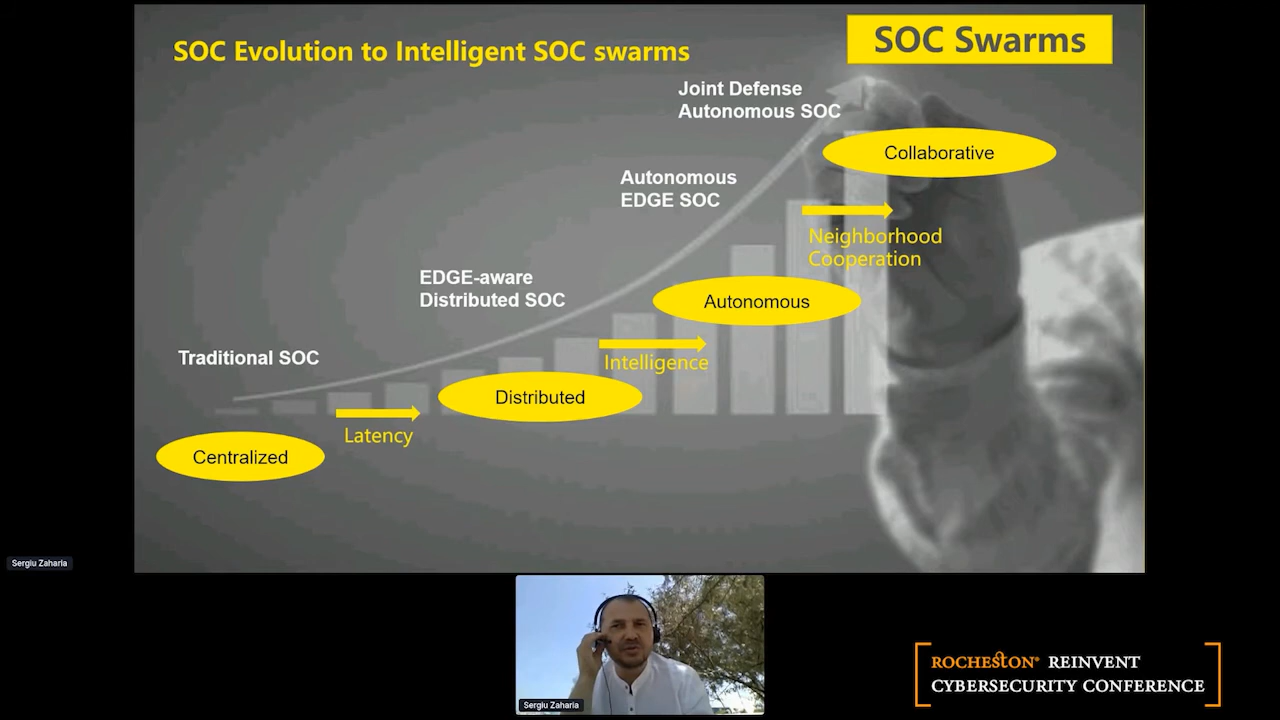 SOC Evolution to Intelligent SOC swarms
SOC Swarms
Joint Defense
Autonomous SOC
Collaborative
Autonomous
EDGE SOC
Neighborhood
Cooperation
EDGE-aware
Distributed SOC
Autonomous
Intelligence
Traditional SOC
Distributed
Latency
Centralized
Sergiu Zaharia
Sergiu Zaharia
ROCHESTON® REINVENT
CYBERSECURITY CONFERENCE